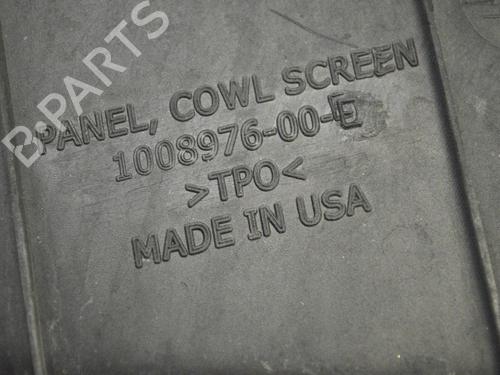 B-PARTS
PANEL, COWL SCREEN
1008976-00-E
>TPO<
MADE IN USA